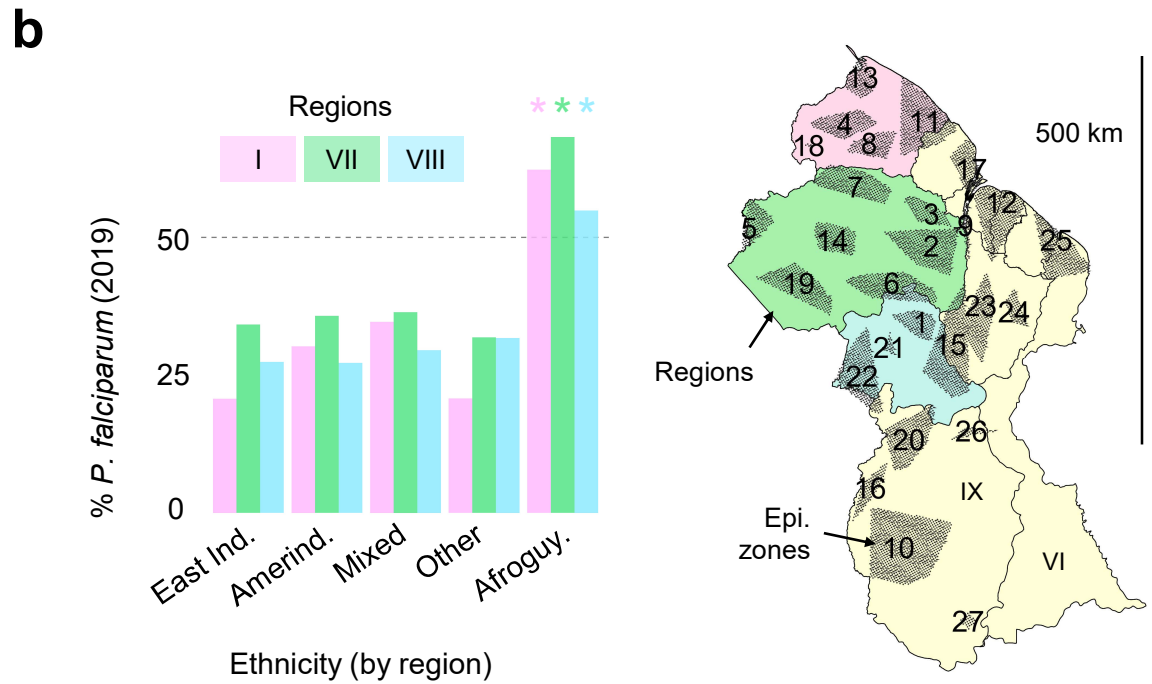 b
Regions
I VII VIII
* * *
% P. falciparum (2019)
50
25
0
East Ind.
Amerind.
Mixed
Other
Afroguy.
Ethnicity (by region)
500 km
13
4
11
8
18
17
7
12
3
5
9
25
14
2
19
6
23
24
1
21
15
22
Regions
20
26
16
IX
Epi.
zones
10
VI
27